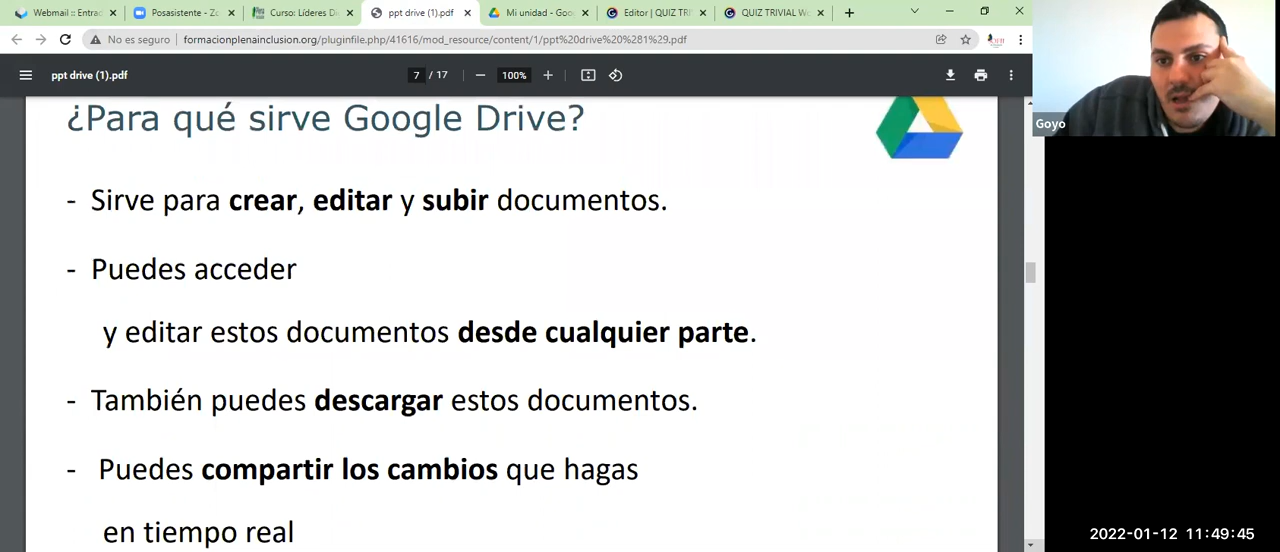 Webmail :: Entrad
Posasistente - Zo
Curso: Líderes Di
ppt drive (1).pdf
Mi unidad - Goo
Editor | QUIZ TRI
QUIZ TRIVIAL W
No es seguro | formacionplenainclusion.org/pluginfile.php/41616/mod_resource/content/1/ppt%20drive%20%281%29.pdf
ppt drive (1).pdf
7 / 17
100%
¿Para qué sirve Google Drive?
- Sirve para crear, editar y subir documentos.
- Puedes acceder
y editar estos documentos desde cualquier parte.
- También puedes descargar estos documentos.
- Puedes compartir los cambios que hagas
en tiempo real
Goyo
2022-01-12 11:49:45